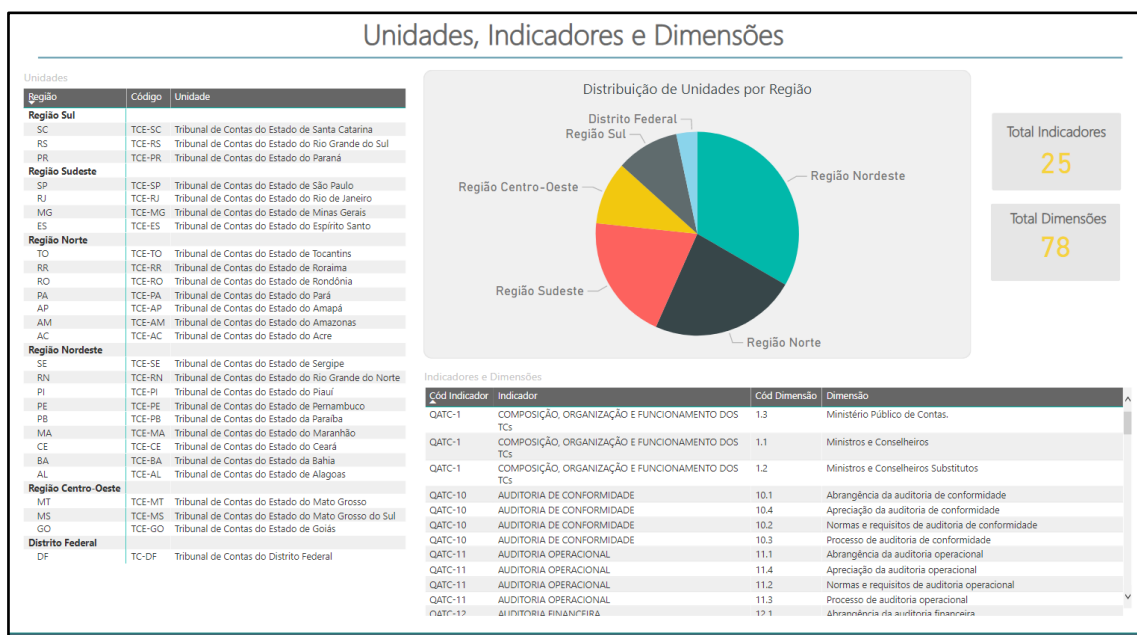 Unidades, Indicadores e Dimensões
Unidades
Região Código Unidade
Região Sul
SC TCE-SC Tribunal de Contas do Estado de Santa Catarina
RS TCE-RS Tribunal de Contas do Estado do Rio Grande do Sul
PR TCE-PR Tribunal de Contas do Estado do Paraná
Região Sudeste
SP TCE-SP Tribunal de Contas do Estado de São Paulo
RJ TCE-RJ Tribunal de Contas do Estado do Rio de Janeiro
MG TCE-MG Tribunal de Contas do Estado de Minas Gerais
ES TCE-ES Tribunal de Contas do Estado do Espírito Santo
Região Norte
TO TCE-TO Tribunal de Contas do Estado de Tocantins
RR TCE-RR Tribunal de Contas do Estado de Roraima
RO TCE-RO Tribunal de Contas do Estado de Rondônia
PA TCE-PA Tribunal de Contas do Estado do Pará
AP TCE-AP Tribunal de Contas do Estado do Amapá
AM TCE-AM Tribunal de Contas do Estado do Amazonas
AC TCE-AC Tribunal de Contas do Estado do Acre
Região Nordeste
SE TCE-SE Tribunal de Contas do Estado de Sergipe
RN TCE-RN Tribunal de Contas do Estado do Rio Grande do Norte
PI TCE-PI Tribunal de Contas do Estado do Piauí
PE TCE-PE Tribunal de Contas do Estado de Pernambuco
PB TCE-PB Tribunal de Contas do Estado da Paraíba
MA TCE-MA Tribunal de Contas do Estado do Maranhão
CE TCE-CE Tribunal de Contas do Estado do Ceará
BA TCE-BA Tribunal de Contas do Estado da Bahia
AL TCE-AL Tribunal de Contas do Estado de Alagoas
Região Centro-Oeste
MT TCE-MT Tribunal de Contas do Estado do Mato Grosso
MS TCE-MS Tribunal de Contas do Estado do Mato Grosso do Sul
GO TCE-GO Tribunal de Contas do Estado de Goiás
Distrito Federal
DF TC-DF Tribunal de Contas do Distrito Federal
Distribuição de Unidades por Região
Distrito Federal
Região Sul
Região Nordeste
Região Centro-Oeste
Região Sudeste
Região Norte
Total Indicadores
25
Total Dimensões
78
Indicadores e Dimensões
Cód Indicador Indicador Cód Dimensão Dimensão
QATC-1 COMPOSIÇÃO, ORGANIZAÇÃO E FUNCIONAMENTO DOS 1.3 Ministério Público de Contas.
TCs
QATC-1 COMPOSIÇÃO, ORGANIZAÇÃO E FUNCIONAMENTO DOS 1.1 Ministros e Conselheiros
TCs
QATC-1 COMPOSIÇÃO, ORGANIZAÇÃO E FUNCIONAMENTO DOS 1.2 Ministros e Conselheiros Substitutos
TCs
QATC-10 AUDITORIA DE CONFORMIDADE 10.1 Abrangência da auditoria de conformidade
QATC-10 AUDITORIA DE CONFORMIDADE 10.4 Apreciação da auditoria de conformidade
QATC-10 AUDITORIA DE CONFORMIDADE 10.2 Normas e requisitos de auditoria de conformidade
QATC-10 AUDITORIA DE CONFORMIDADE 10.3 Processo de auditoria de conformidade
QATC-11 AUDITORIA OPERACIONAL 11.1 Abrangência da auditoria operacional
QATC-11 AUDITORIA OPERACIONAL 11.4 Apreciação da auditoria operacional
QATC-11 AUDITORIA OPERACIONAL 11.2 Normas e requisitos de auditoria operacional
QATC-11 AUDITORIA OPERACIONAL 11.3 Processo de auditoria operacional
QATC-12 AUDITORIA FINANCEIRA 12.1 Abrangência da auditoria financeira